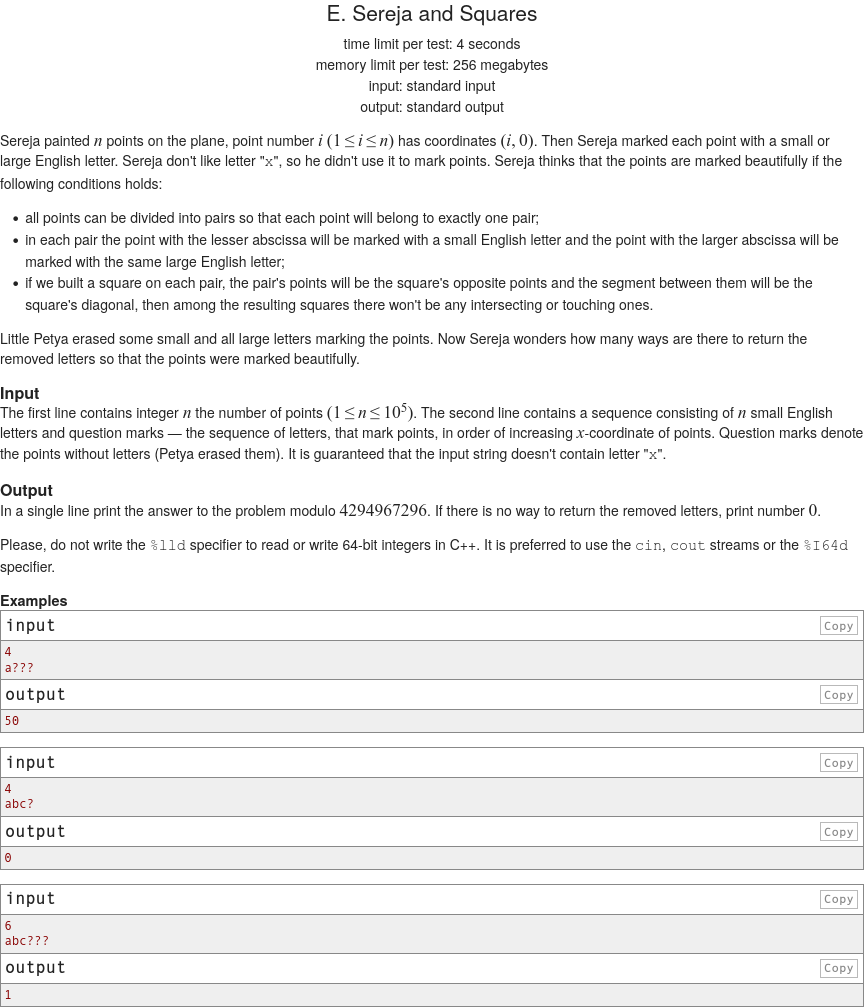 E. Sereja and Squares
time limit per test: 4 seconds
memory limit per test: 256 megabytes
input: standard input
output: standard output
Sereja painted n points on the plane, point number i (1 ≤ i ≤ n) has coordinates (i, 0). Then Sereja marked each point with a small or
large English letter. Sereja don't like letter "x", so he didn't use it to mark points. Sereja thinks that the points are marked beautifully if the
following conditions holds:
• all points can be divided into pairs so that each point will belong to exactly one pair;
• in each pair the point with the lesser abscissa will be marked with a small English letter and the point with the larger abscissa will be
marked with the same large English letter;
• if we built a square on each pair, the pair's points will be the square's opposite points and the segment between them will be the
square's diagonal, then among the resulting squares there won't be any intersecting or touching ones.
Little Petya erased some small and all large letters marking the points. Now Sereja wonders how many ways are there to return the
removed letters so that the points were marked beautifully.
Input
The first line contains integer n the number of points (1 ≤ n ≤ 10⁵). The second line contains a sequence consisting of n small English
letters and question marks — the sequence of letters, that mark points, in order of increasing x-coordinate of points. Question marks denote
the points without letters (Petya erased them). It is guaranteed that the input string doesn't contain letter "x".
Output
In a single line print the answer to the problem modulo 4294967296. If there is no way to return the removed letters, print number 0.
Please, do not write the %lld specifier to read or write 64-bit integers in C++. It is preferred to use the cin, cout streams or the %I64d
specifier.
Examples
input Copy
4
a???
output Copy
50
input Copy
4
abc?
output Copy
0
input Copy
6
abc???
output Copy
1